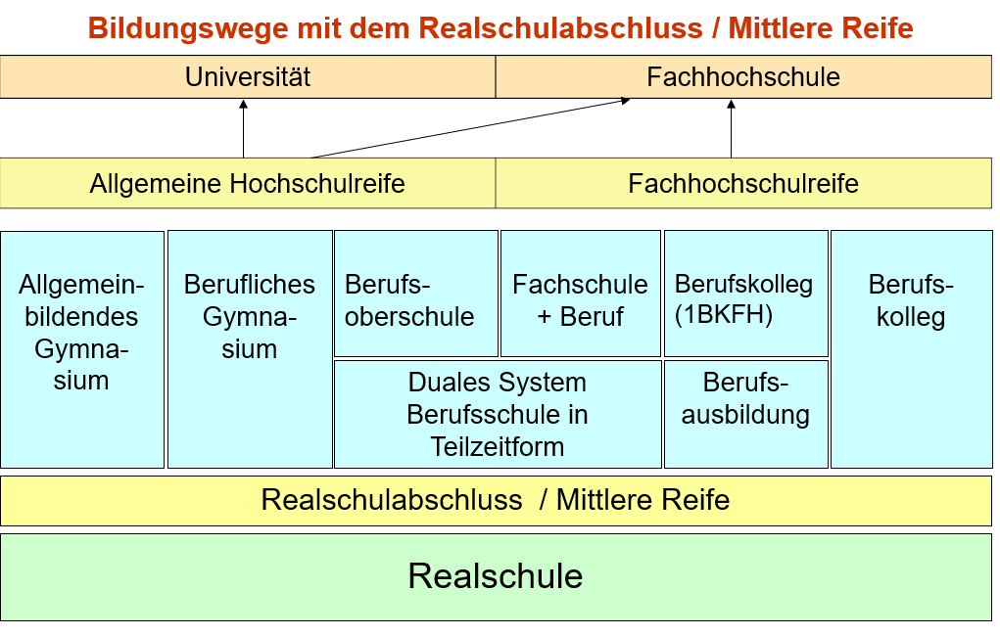 Bildungswege mit dem Realschulabschluss / Mittlere Reife
Universität
Fachhochschule
Allgemeine Hochschulreife
Fachhochschulreife
Allgemein-
bildendes
Gymna-
sium
Berufliches
Gymna-
sium
Berufs-
oberschule
Fachschule
+ Beruf
Berufskolleg
(1BKFH)
Berufs-
kolleg
Duales System
Berufsschule in
Teilzeitform
Berufs-
ausbildung
Realschulabschluss / Mittlere Reife
Realschule